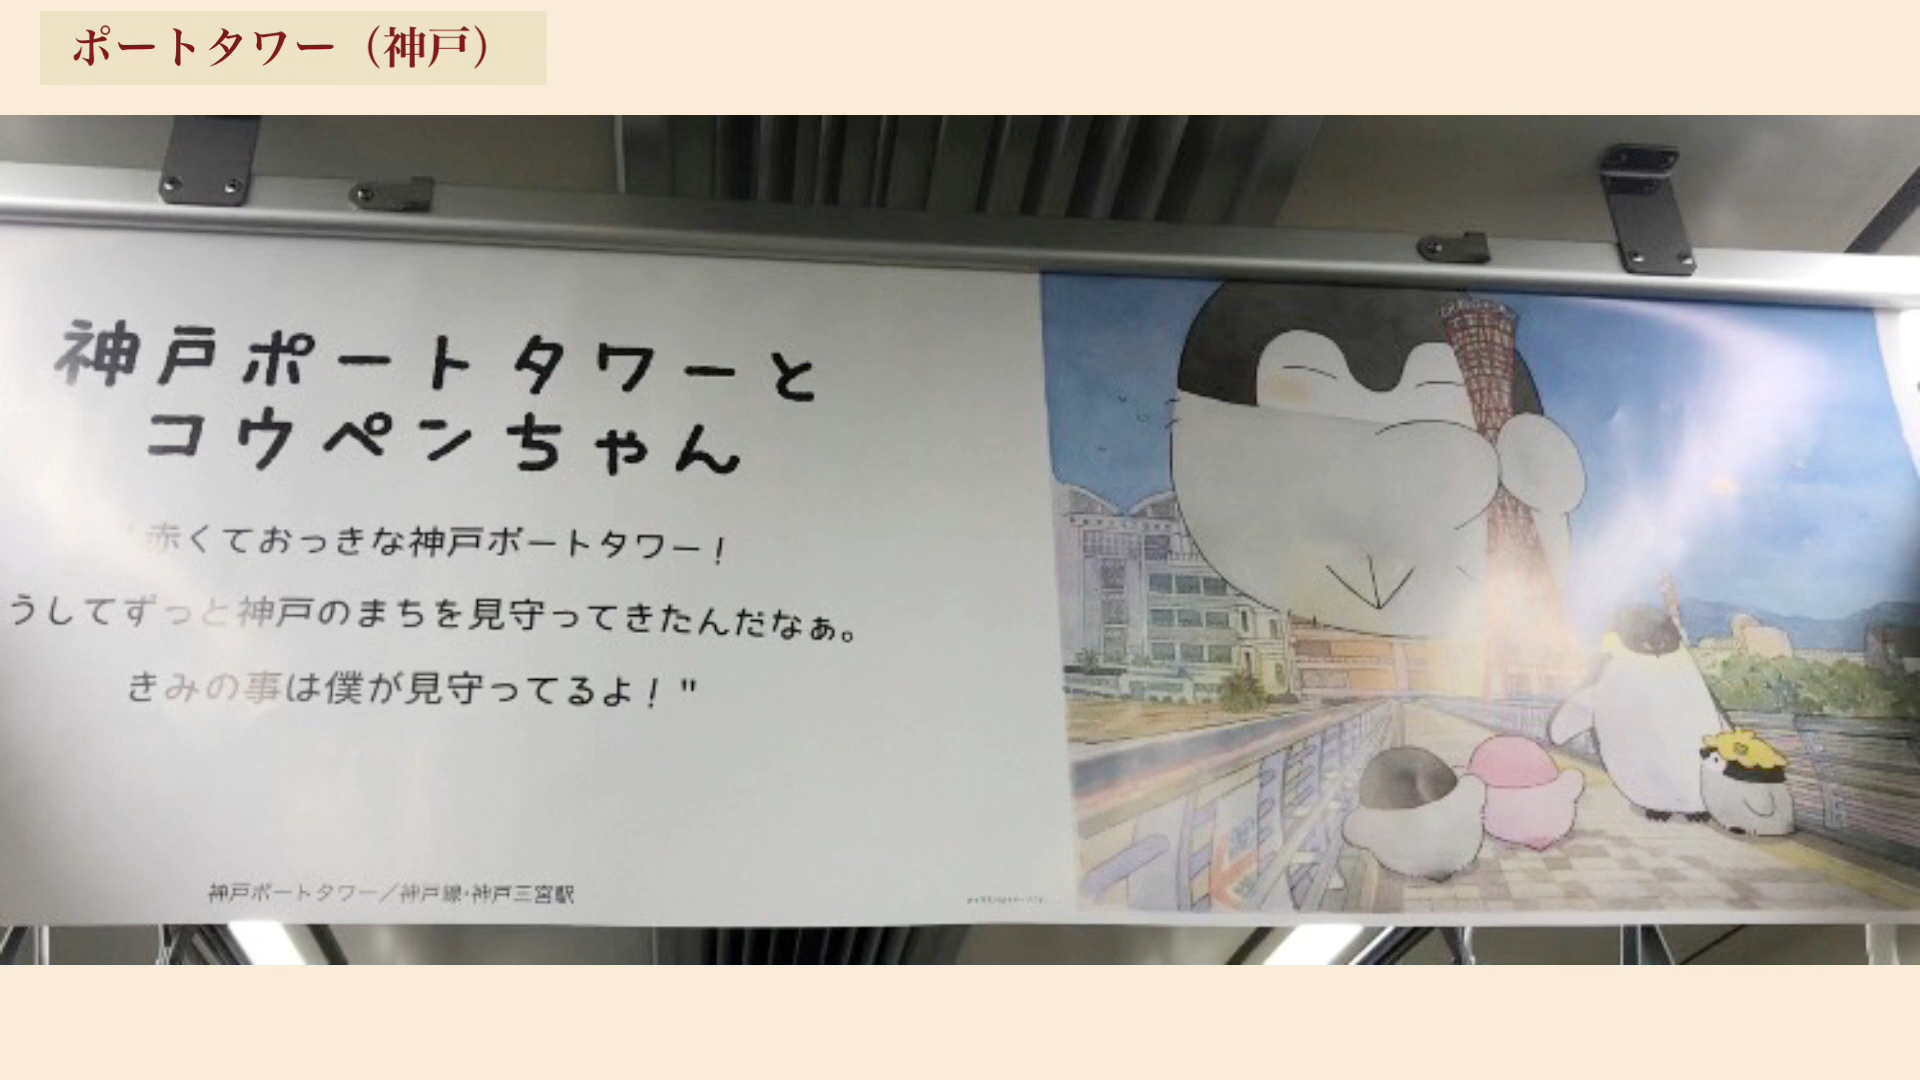 ポートタワー（神戸）
神戸ポートタワーと
コウペンちゃん
赤くておっきな神戸ポートタワー！
うしてずっと神戸のまちを見守ってきたんだなぁ。
きみの事は僕が見守ってるよ！"
神戸ポートタワー／神戸線･神戸三宮駅